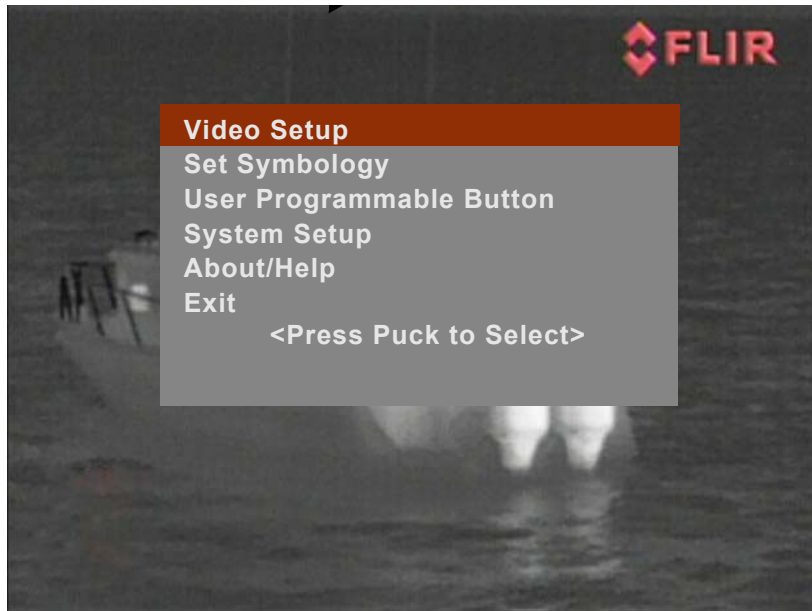 FLIR
Video Setup
Set Symbology
User Programmable Button
System Setup
About/Help
Exit
<Press Puck to Select>